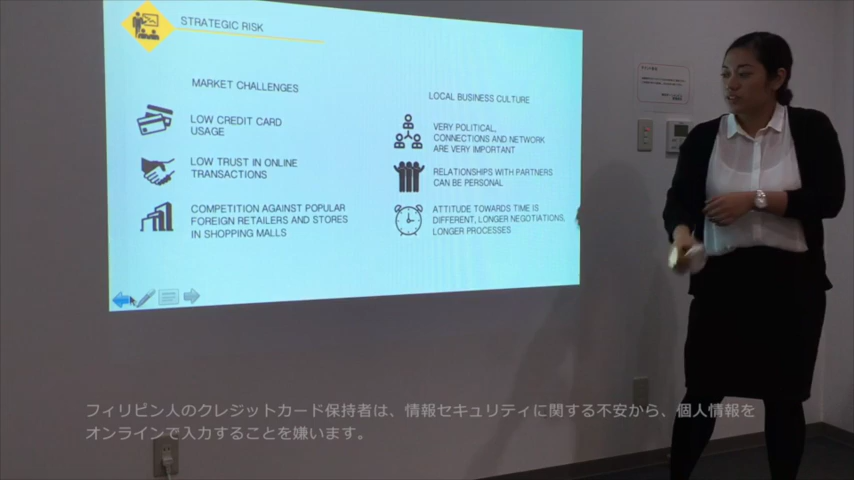 STRATEGIC RISK
MARKET CHALLENGES
LOW CREDIT CARD
USAGE
LOW TRUST IN ONLINE
TRANSACTIONS
COMPETITION AGAINST POPULAR
FOREIGN RETAILERS AND STORES
IN SHOPPING MALLS
LOCAL BUSINESS CULTURE
VERY POLITICAL,
CONNECTIONS AND NETWORK
ARE VERY IMPORTANT
RELATIONSHIPS WITH PARTNERS
CAN BE PERSONAL
ATTITUDE TOWARDS TIME IS
DIFFERENT, LONGER NEGOTIATIONS,
LONGER PROCESSES
フィリピン人のクレジットカード保持者は、情報セキュリティに関する不安から、個人情報を
オンラインで入力することを嫌います。